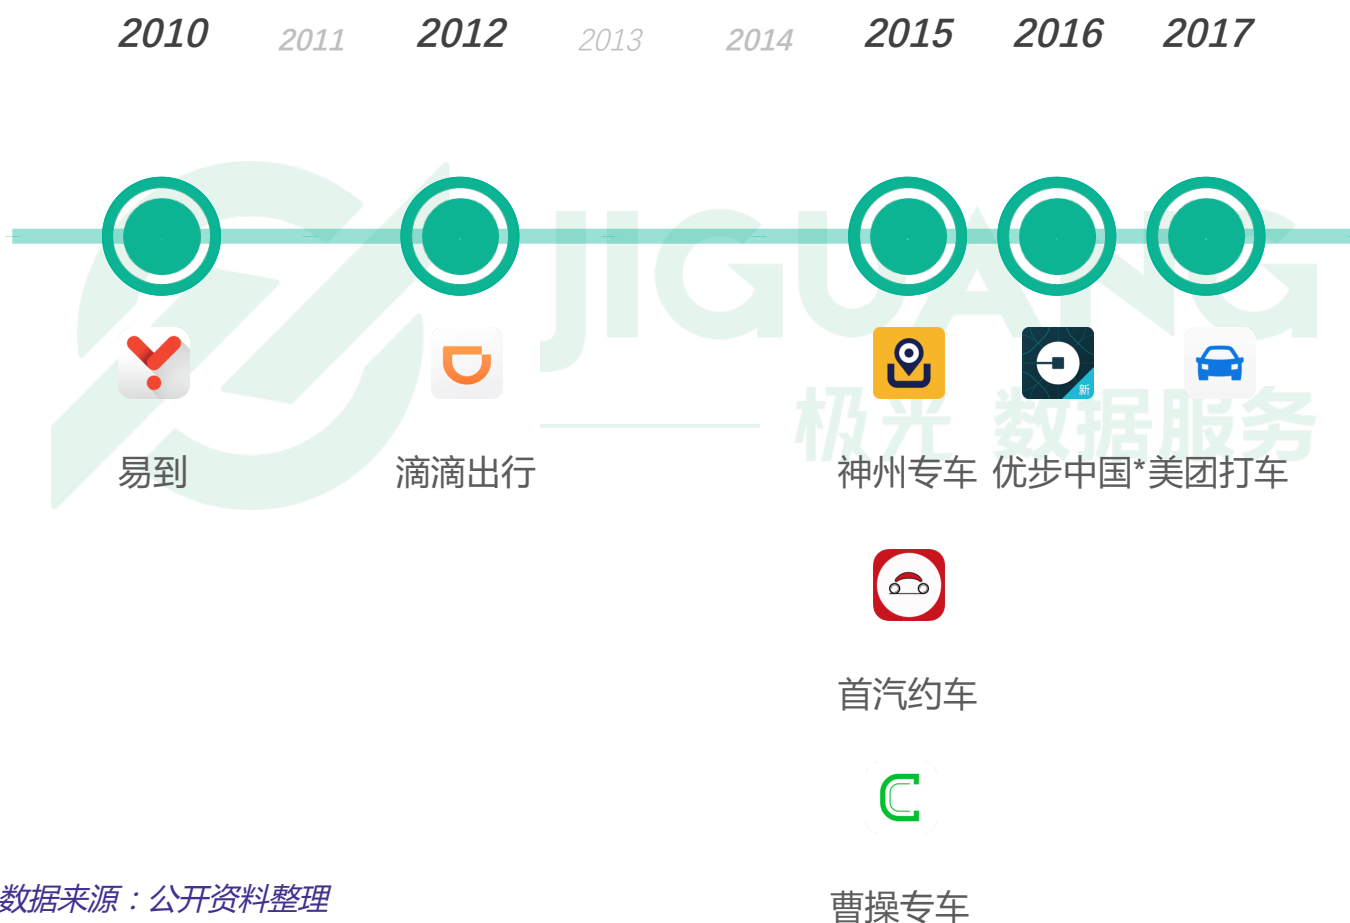 2010 2011 2012 2013 2014 2015 2016 2017
JIGUANG
新
极光 数据服务
易到 滴滴出行 神州专车 优步中国* 美团打车
首汽约车
曹操专车
数据来源：公开资料整理